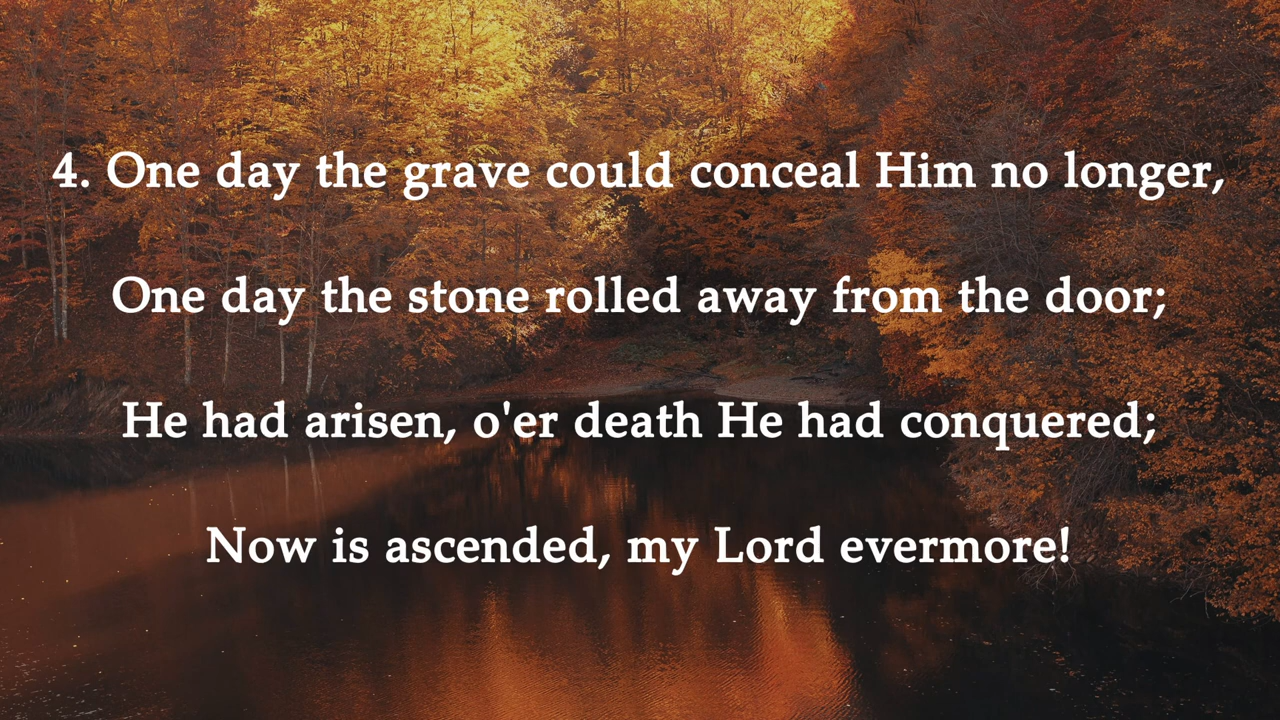 4. One day the grave could conceal Him no longer,
One day the stone rolled away from the door;
He had arisen, o'er death He had conquered;
Now is ascended, my Lord evermore!